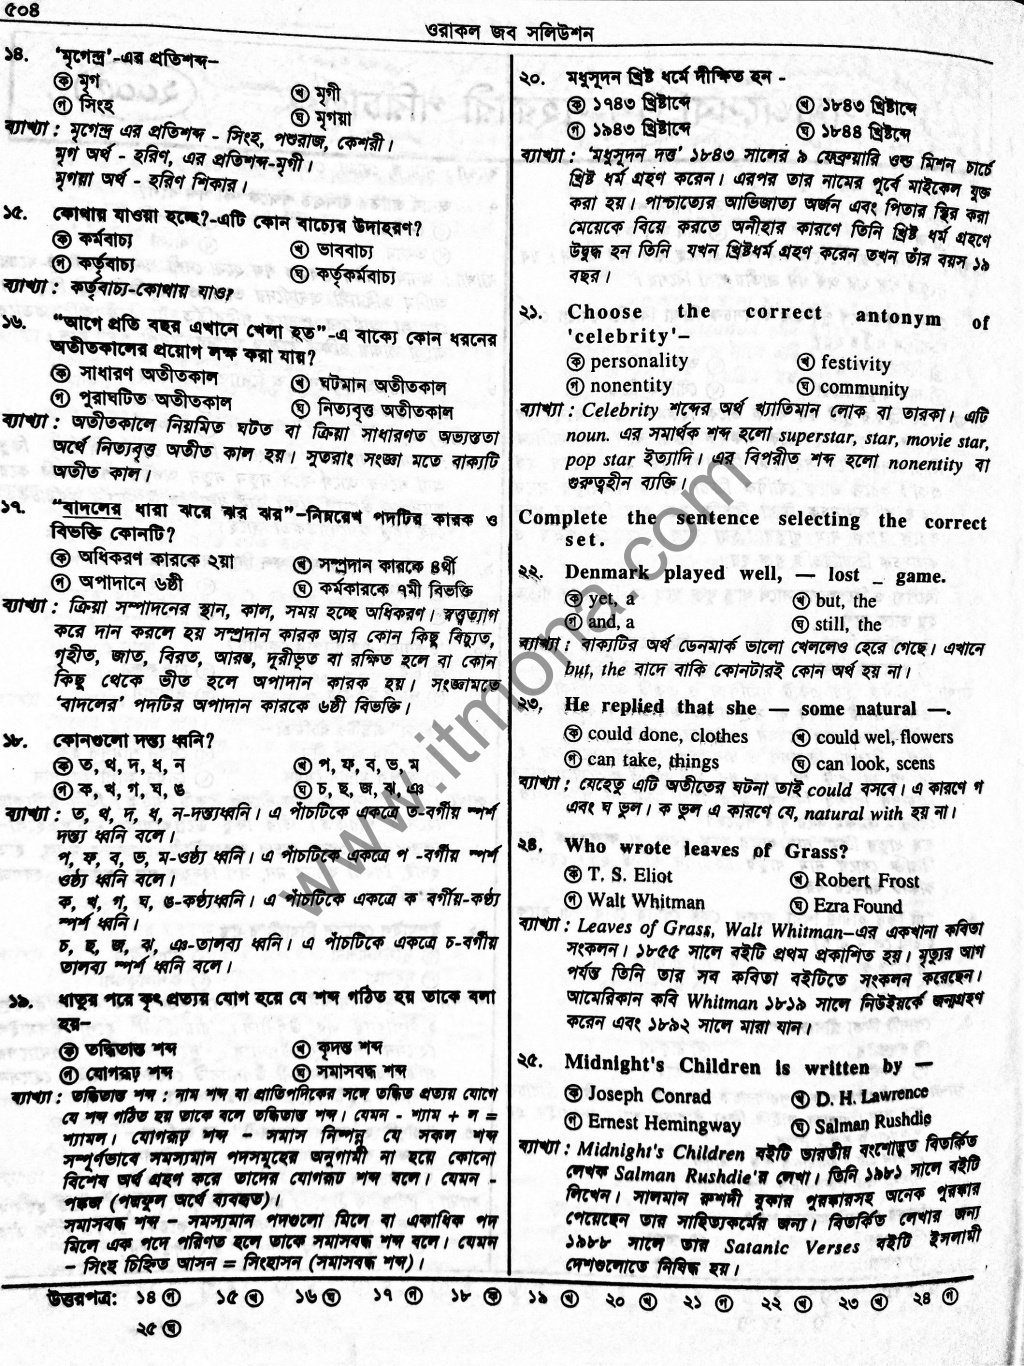 ৫০৪
ওরাকল জব সলিউশন
১৪. ‘মৃগেন্দ্র’-এর প্রতিশব্দ–
ক মৃগ
খ মৃগী
গ সিংহ
ঘ মৃগয়া
ব্যাখ্যা : মৃগেন্দ্র এর প্রতিশব্দ - সিংহ, পশুরাজ, কেশরী।
মৃগ অর্থ - হরিণ, এর প্রতিশব্দ-মৃগী।
মৃগয়া অর্থ - হরিণ শিকার।
১৫. কোথায় যাওয়া হচ্ছে?-এটি কোন বাচ্যের উদাহরণ?
ক কর্মবাচ্য
খ ভাববাচ্য
গ কর্তৃবাচ্য
ঘ কর্তৃকর্মবাচ্য
ব্যাখ্যা : কর্তৃবাচ্য-কোথায় যাও?
১৬. “আগে প্রতি বছর এখানে খেলা হত”-এ বাক্যে কোন ধরনের
অতীতকালের প্রয়োগ লক্ষ করা যায়?
ক সাধারণ অতীতকাল
খ ঘটমান অতীতকাল
গ পুরাঘটিত অতীতকাল
ঘ নিত্যবৃত্ত অতীতকাল
ব্যাখ্যা : অতীতকালে নিয়মিত ঘটত বা ক্রিয়া সাধারণত অভ্যস্ততা
অর্থে নিত্যবৃত্ত অতীত কাল হয়। সুতরাং সংজ্ঞা মতে বাক্যটি
অতীত কাল।
১৭. “বাদলের ধারা ঝরে ঝর ঝর”-নিম্নরেখ পদটির কারক ও
বিভক্তি কোনটি?
ক অধিকরণ কারকে ২য়া
খ সম্প্রদান কারকে ৪র্থী
গ অপাদানে ৬ষ্ঠী
ঘ কর্মকারকে ৭মী বিভক্তি
ব্যাখ্যা : ক্রিয়া সম্পাদনের স্থান, কাল, সময় হচ্ছে অধিকরণ। স্বত্বত্যাগ
করে দান করলে হয় সম্প্রদান কারক আর কোন কিছু বিচ্যুত,
গৃহীত, জাত, বিরত, আরম্ভ, দূরীভূত বা রক্ষিত হলে বা কোন
কিছু থেকে ভীত হলে অপাদান কারক হয়। সংজ্ঞামতে
‘বাদলের’ পদটির অপাদান কারকে ৬ষ্ঠী বিভক্তি।
১৮. কোনগুলো দন্ত্য ধ্বনি?
ক ত, থ, দ, ধ, ন
খ প, ফ, ব, ভ, ম
গ ক, খ, গ, ঘ, ঙ
ঘ চ, ছ, জ, ঝ, ঞ
ব্যাখ্যা : ত, থ, দ, ধ, ন-দন্ত্যধ্বনি। এ পাঁচটিকে একত্রে ত-বর্গীয় স্পর্শ
দন্ত্য ধ্বনি বলে।
প, ফ, ব, ভ, ম-ওষ্ঠ্য ধ্বনি। এ পাঁচটিকে একত্রে প -বর্গীয় স্পর্শ
ওষ্ঠ্য ধ্বনি বলে।
ক, খ, গ, ঘ, ঙ-কণ্ঠ্যধ্বনি। এ পাঁচটিকে একত্রে ক বর্গীয়-কণ্ঠ্য
স্পর্শ ধ্বনি।
চ, ছ, জ, ঝ, ঞ-তালব্য ধ্বনি। এ পাঁচটিকে একত্রে চ-বর্গীয়
তালব্য স্পর্শ ধ্বনি বলে।
১৯. ধাতুর পরে কৃৎ প্রত্যয় যোগ হয়ে যে শব্দ গঠিত হয় তাকে বলা
হয়–
ক তদ্ধিতান্ত শব্দ
খ কৃদন্ত শব্দ
গ যোগরূঢ় শব্দ
ঘ সমাসবদ্ধ শব্দ
ব্যাখ্যা : তদ্ধিতান্ত শব্দ : নাম শব্দ বা প্রাতিপদিকের সঙ্গে তদ্ধিত প্রত্যয় যোগে
যে শব্দ গঠিত হয় তাকে বলে তদ্ধিতান্ত শব্দ। যেমন - শ্যাম + ল =
শ্যামল। যোগরূঢ় শব্দ – সমাস নিষ্পন্ন যে সকল শব্দ
সম্পূর্ণভাবে সমস্যমান পদসমূহের অনুগামী না হয়ে কোনো
বিশেষ অর্থ গ্রহণ করে তাদের যোগরূঢ় শব্দ বলে। যেমন -
পঙ্কজ (পদ্মফুল অর্থে ব্যবহৃত)।
সমাসবদ্ধ শব্দ – সমস্যমান পদগুলো মিলে বা একাধিক পদ
মিলে এক পদে পরিণত হলে তাকে সমাসবদ্ধ শব্দ বলে। যেমন
– সিংহ চিহ্নিত আসন = সিংহাসন (সমাসবদ্ধ শব্দ)।
২০. মধুসূদন খ্রিষ্ট ধর্মে দীক্ষিত হন -
ক ১৭৪৩ খ্রিষ্টাব্দে
খ ১৮৪৩ খ্রিষ্টাব্দে
গ ১৯৪৩ খ্রিষ্টাব্দে
ঘ ১৮৪৪ খ্রিষ্টাব্দে
ব্যাখ্যা : ‘মধুসূদন দত্ত’ ১৮৪৩ সালের ৯ ফেব্রুয়ারি ওল্ড মিশন চার্চে
খ্রিষ্ট ধর্ম গ্রহণ করেন। এরপর তার নামের পূর্বে মাইকেল যুক্ত
করা হয়। পাশ্চাত্যের আভিজাত্য অর্জন এবং পিতার স্থির করা
মেয়েকে বিয়ে করতে অনীহার কারণে তিনি খ্রিষ্ট ধর্ম গ্রহণে
উদ্বুদ্ধ হন তিনি যখন খ্রিষ্টধর্ম গ্রহণ করেন তখন তাঁর বয়স ১৯
বছর।
২১. Choose the correct antonym of
'celebrity'–
ক personality
খ festivity
গ nonentity
ঘ community
ব্যাখ্যা : Celebrity শব্দের অর্থ খ্যাতিমান লোক বা তারকা। এটি
noun. এর সমার্থক শব্দ হলো superstar, star, movie star,
pop star ইত্যাদি। এর বিপরীত শব্দ হলো nonentity বা
গুরুত্বহীন ব্যক্তি।
Complete the sentence selecting the correct
set.
২২. Denmark played well, — lost _ game.
ক yet, a
খ but, the
গ and, a
ঘ still, the
ব্যাখ্যা : বাক্যটির অর্থ ডেনমার্ক ভালো খেললেও হেরে গেছে। এখানে
but, the বাদে বাকি কোনটারই কোন অর্থ হয় না।
২৩. He replied that she — some natural —.
ক could done, clothes
খ could wel, flowers
গ can take, things
ঘ can look, scens
ব্যাখ্যা : যেহেতু এটি অতীতের ঘটনা তাই could বসবে। এ কারণে গ
এবং ঘ ভুল। ক ভুল এ কারণে যে, natural with হয় না।
২৪. Who wrote leaves of Grass?
ক T. S. Eliot
খ Robert Frost
গ Walt Whitman
ঘ Ezra Found
ব্যাখ্যা : Leaves of Grass, Walt Whitman–এর একখানা কবিতা
সংকলন। ১৮৫৫ সালে বইটি প্রথম প্রকাশিত হয়। মৃত্যুর আগ
পর্যন্ত তিনি তার সব কবিতা বইটিতে সংকলন করেছেন।
আমেরিকান কবি Whitman ১৮১৯ সালে নিউইয়র্কে জন্মগ্রহণ
করেন এবং ১৮৯২ সালে মারা যান।
২৫. Midnight's Children is written by —
ক Joseph Conrad
খ D. H. Lawrence
গ Ernest Hemingway
ঘ Salman Rushdie
ব্যাখ্যা : Midnight's Children বইটি ভারতীয় বংশোদ্ভূত বিতর্কিত
লেখক Salman Rushdie'র লেখা। তিনি ১৯৮১ সালে বইটি
লিখেন। সালমান রুশদী বুকার পুরস্কারসহ অনেক পুরস্কার
পেয়েছেন তার সাহিত্যকর্মের জন্য। বিতর্কিত লেখার জন্য
১৯৮৮ সালে তার Satanic Verses বইটি ইসলামী
দেশগুলোতে নিষিদ্ধ হয়।
www.itmona.com
উত্তরপত্র: ১৪ গ ১৫ খ ১৬ ঘ ১৭ গ ১৮ ক ১৯ খ ২০ খ ২১ গ ২২ খ ২৩ খ ২৪ গ
২৫ ঘ